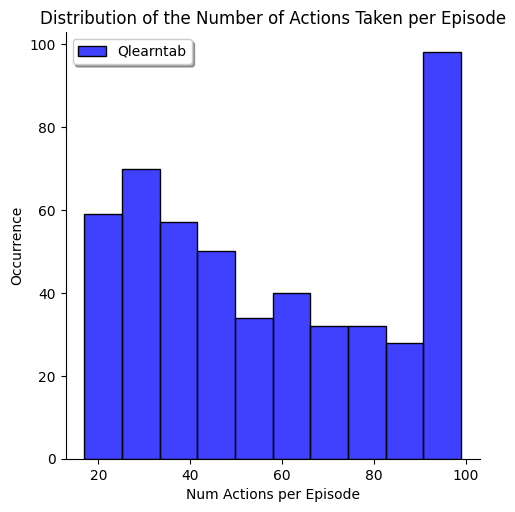 Distribution of the Number of Actions Taken per Episode
Qlearntab
100
80
60
40
20
0
Occurrence
20 40 60 80 100
Num Actions per Episode